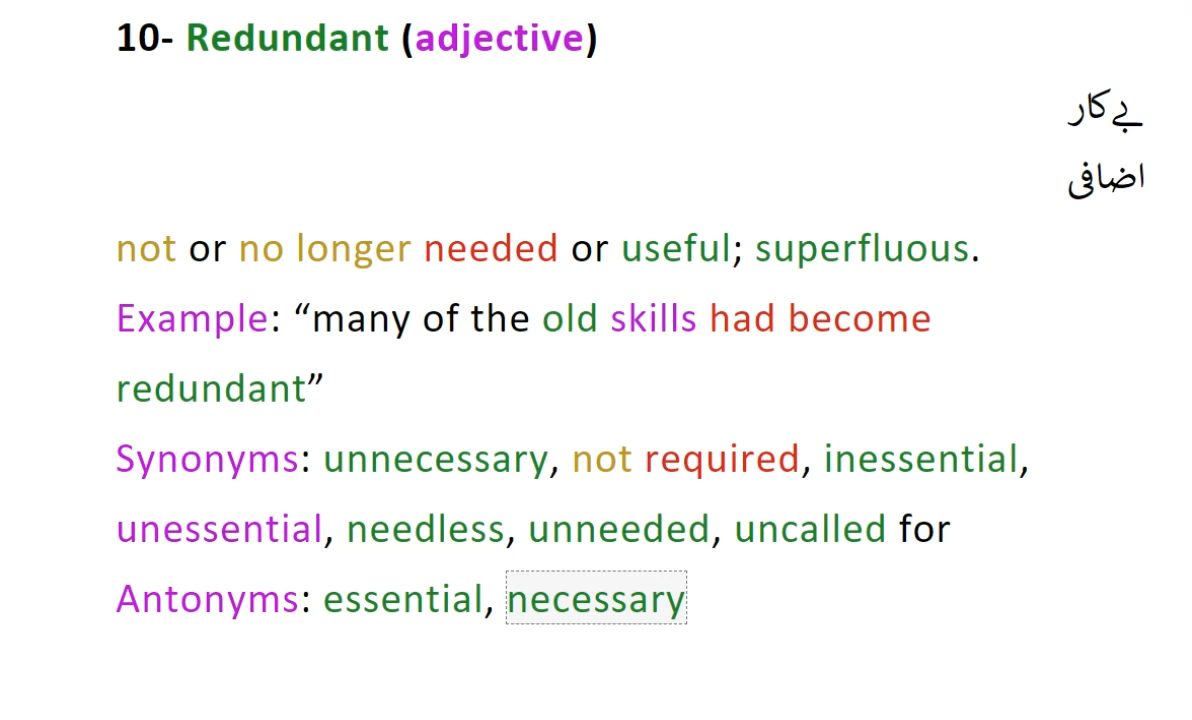 10- Redundant (adjective)
بے کار
اضافی
not or no longer needed or useful; superfluous.
Example: “many of the old skills had become
redundant”
Synonyms: unnecessary, not required, inessential,
unessential, needless, unneeded, uncalled for
Antonyms: essential, necessary